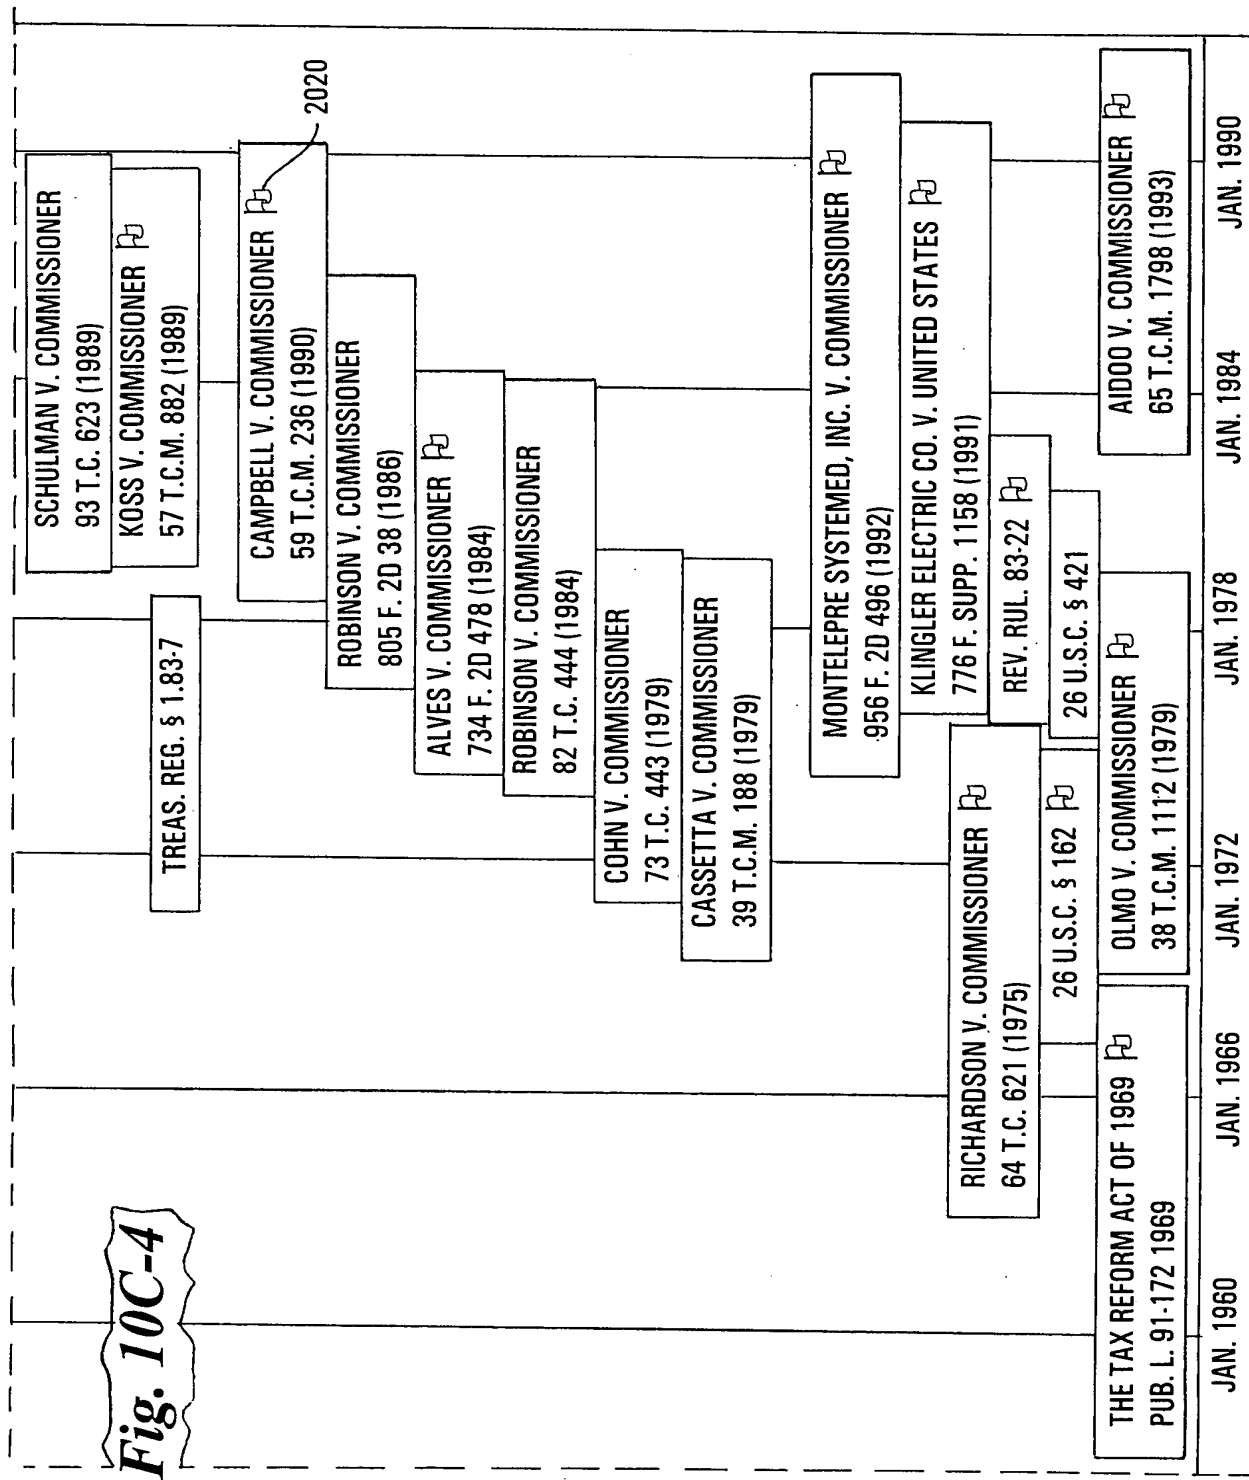 Fig. 10C-4
SCHULMAN V. COMMISSIONER
93 T.C. 623 (1989)
KOSS V. COMMISSIONER
57 T.C.M. 882 (1989)
TREAS. REG. § 1.83-7
CAMPBELL V. COMMISSIONER
59 T.C.M. 236 (1990)
2020
ROBINSON V. COMMISSIONER
805 F. 2D 38 (1986)
ALVES V. COMMISSIONER
734 F. 2D 478 (1984)
ROBINSON V. COMMISSIONER
82 T.C. 444 (1984)
COHN V. COMMISSIONER
73 T.C. 443 (1979)
CASSETTA V. COMMISSIONER
39 T.C.M. 188 (1979)
MONTELEPRE SYSTEMED, INC. V. COMMISSIONER
956 F. 2D 496 (1992)
KLINGLER ELECTRIC CO. V. UNITED STATES
776 F. SUPP. 1158 (1991)
RICHARDSON V. COMMISSIONER
64 T.C. 621 (1975)
REV. RUL. 83-22
26 U.S.C. § 162
26 U.S.C. § 421
THE TAX REFORM ACT OF 1969
PUB. L. 91-172 1969
OLMO V. COMMISSIONER
38 T.C.M. 1112 (1979)
AIDOO V. COMMISSIONER
65 T.C.M. 1798 (1993)
JAN. 1960
JAN. 1966
JAN. 1972
JAN. 1978
JAN. 1984
JAN. 1990